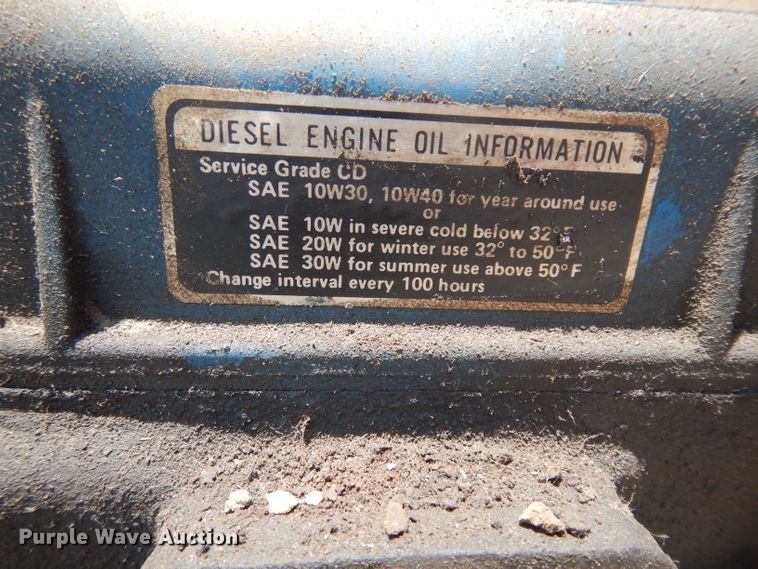 DIESEL ENGINE OIL INFORMATION
Service Grade CD
SAE 10W30, 10W40 for year around use
or
SAE 10W in severe cold below 32°F
SAE 20W for winter use 32° to 50°F
SAE 30W for summer use above 50°F
Change interval every 100 hours
Purple Wave Auction